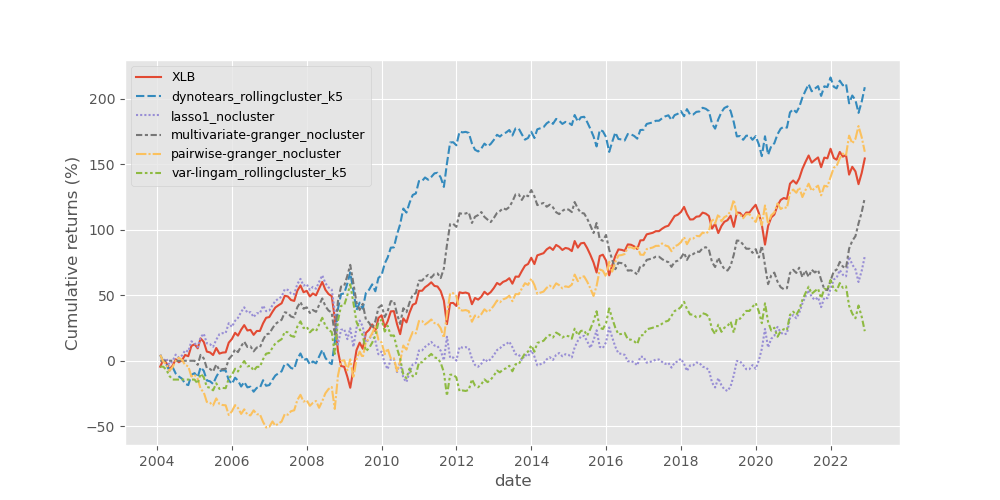 XLB
dynotears_rollingcluster_k5
lasso1_nocluster
multivariate-granger_nocluster
pairwise-granger_nocluster
var-lingam_rollingcluster_k5
Cumulative returns (%)
200
150
100
50
0
−50
2004 2006 2008 2010 2012 2014 2016 2018 2020 2022
date